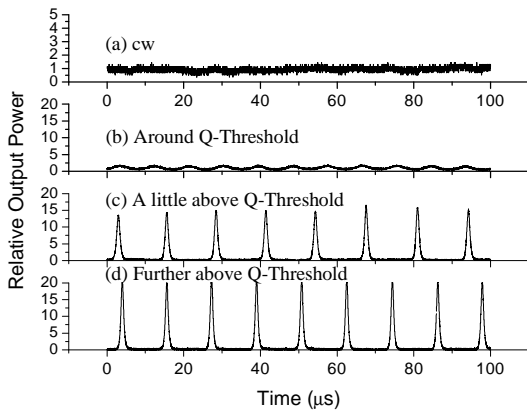 Relative Output Power
5
4
3
2
1
0
(a) cw
0 20 40 60 80 100
20
15
10
5
0
(b) Around Q-Threshold
20
15
10
5
0
(c) A little above Q-Threshold
20
15
10
5
0
(d) Further above Q-Threshold
0 20 40 60 80 100
Time (μs)